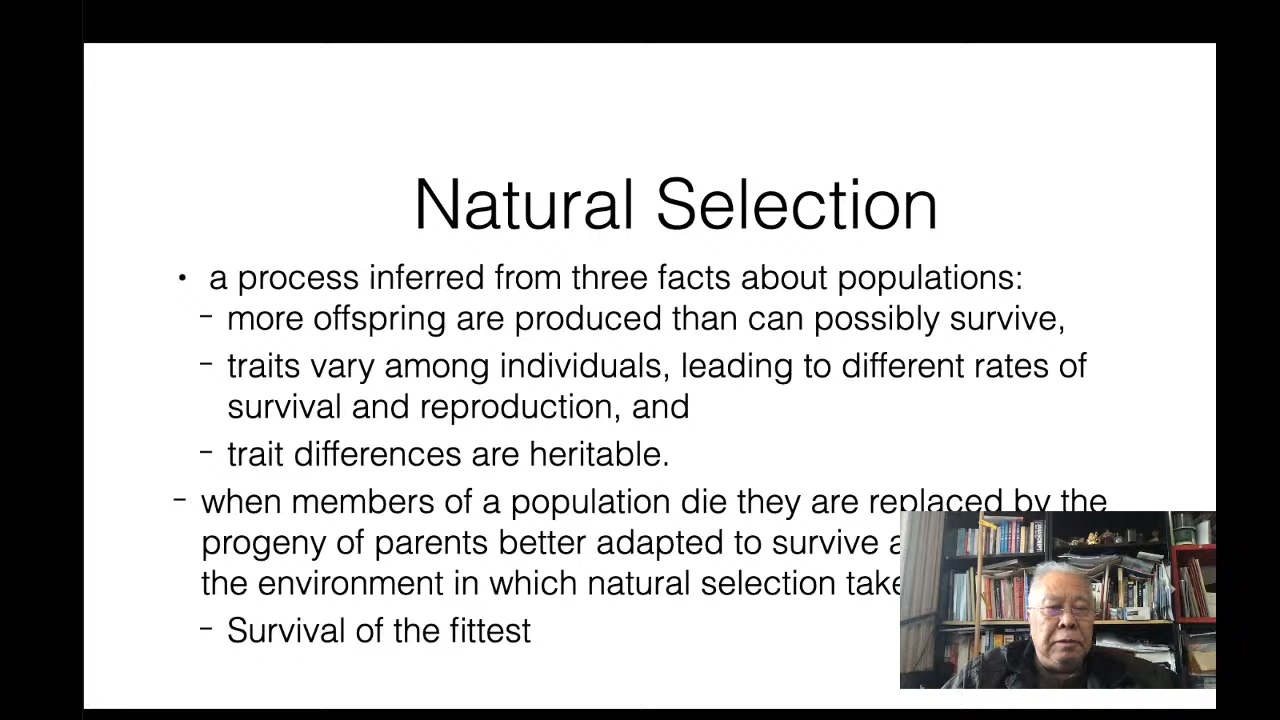 Natural Selection
• a process inferred from three facts about populations:
– more offspring are produced than can possibly survive,
– traits vary among individuals, leading to different rates of
survival and reproduction, and
– trait differences are heritable.
– when members of a population die they are replaced by the
progeny of parents better adapted to survive
the environment in which natural selection
– Survival of the fittest